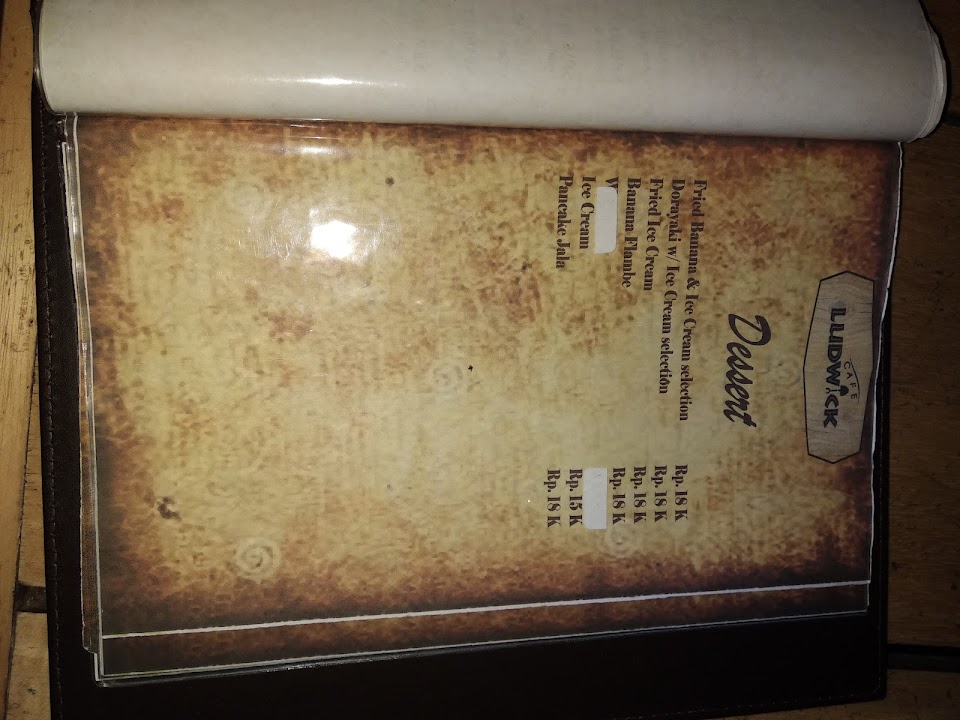 CAFE
LUDWICK
Dessert
Fried Banana & Ice Cream selection Rp. 18 K
Dorayaki w/ Ice Cream selection Rp. 18 K
Fried Ice Cream Rp. 18 K
Banana Flambe Rp. 18 K
Ice Cream Rp. 15 K
Pancake Jala Rp. 18 K